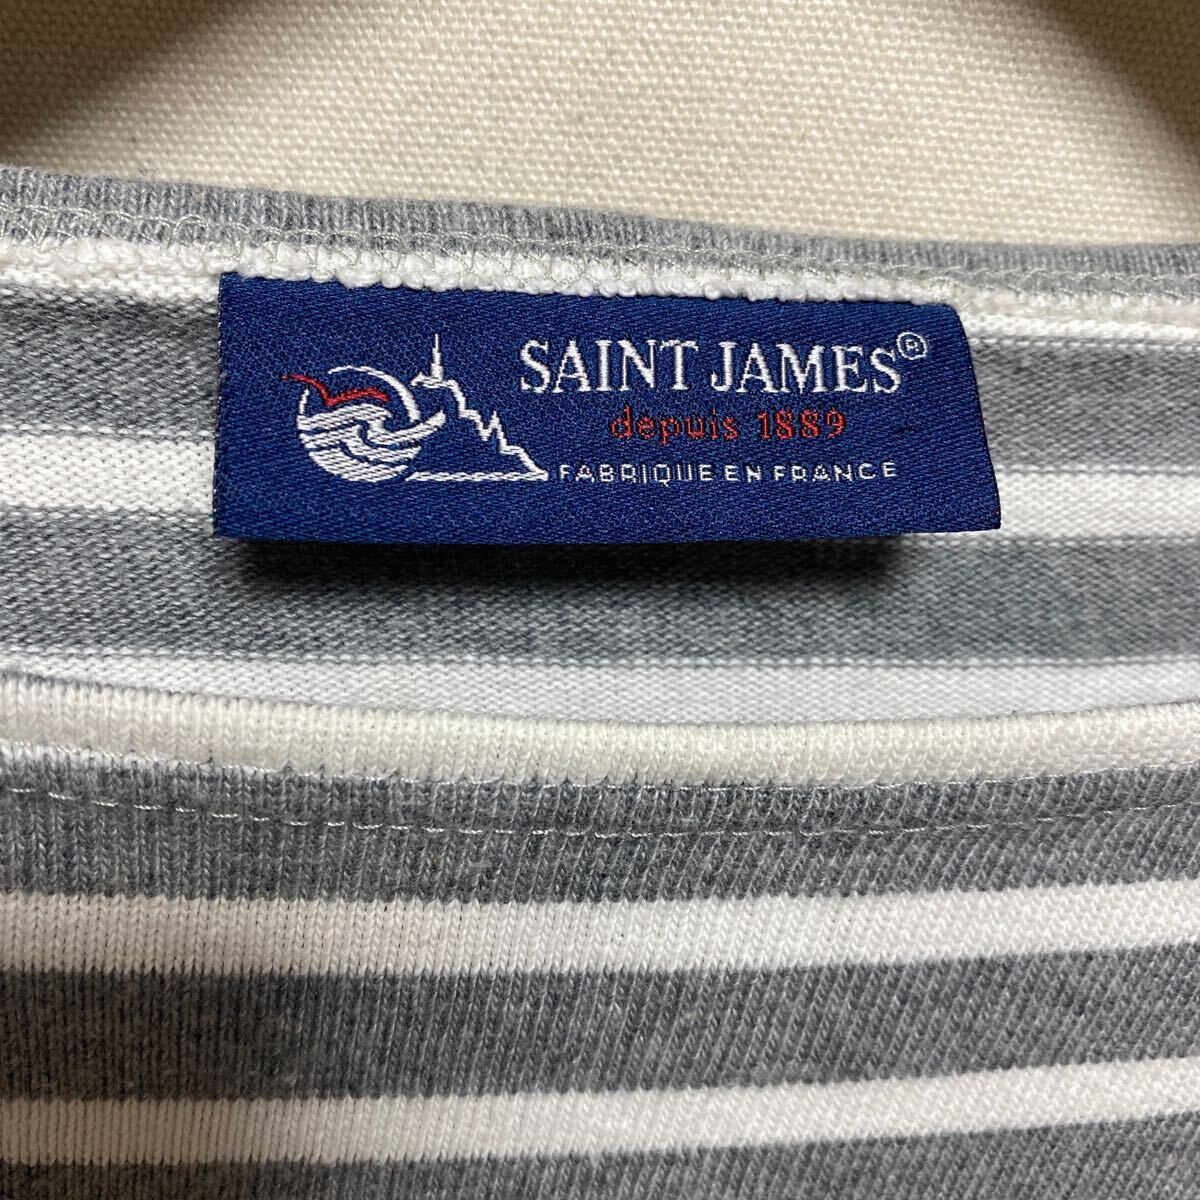 SAINT JAMES®
depuis 1889
FABRIQUE EN FRANCE